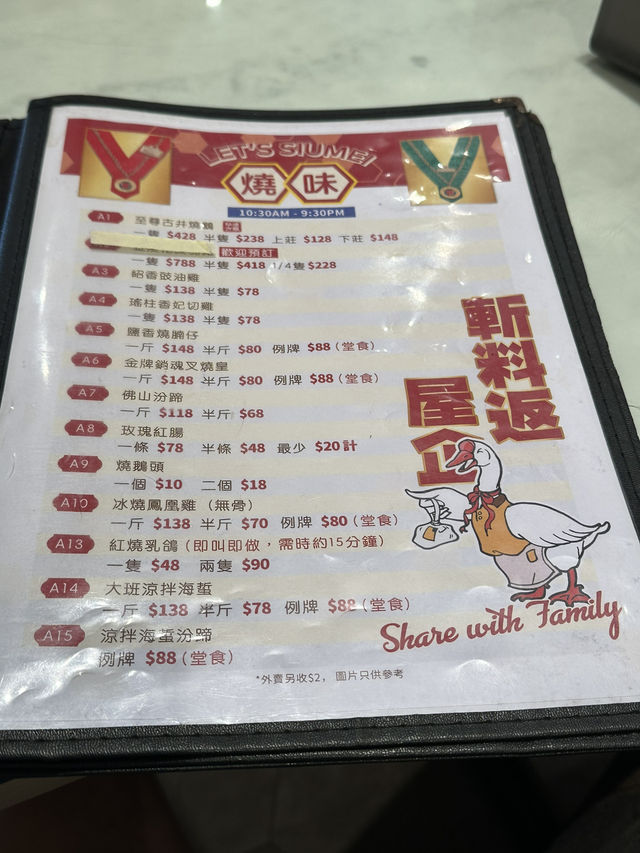 LET'S SIUMEI
燒味
10:30AM - 9:30PM
A1 至尊古井燒鵝
一隻 $428 半隻 $238 上莊 $128 下莊 $148
歡迎預訂
一隻 $788 半隻 $418 1/4隻 $228
A3 紹香豉油雞
一隻 $138 半隻 $78
A4 瑤柱香妃切雞
一隻 $138 半隻 $78
A5 鹽香燒腩仔
一斤 $148 半斤 $80 例牌 $88 (堂食)
A6 金牌銷魂叉燒皇
一斤 $148 半斤 $80 例牌 $88 (堂食)
A7 佛山汾蹄
一斤 $118 半斤 $68
A8 玫瑰紅腸
一條 $78 半條 $48 最少 $20計
A9 燒鵝頭
一個 $10 二個 $18
A10 冰燒鳳凰雞 (無骨)
一斤 $138 半斤 $70 例牌 $80 (堂食)
A13 紅燒乳鴿 (即叫即做，需時約15分鐘)
一隻 $48 兩隻 $90
A14 大班涼拌海蜇
一斤 $138 半斤 $78 例牌 $88 (堂食)
A15 涼拌海蜇汾蹄
例牌 $88 (堂食)
*外賣另收$2， 圖片只供參考
斬料返
屋企
Share with Family